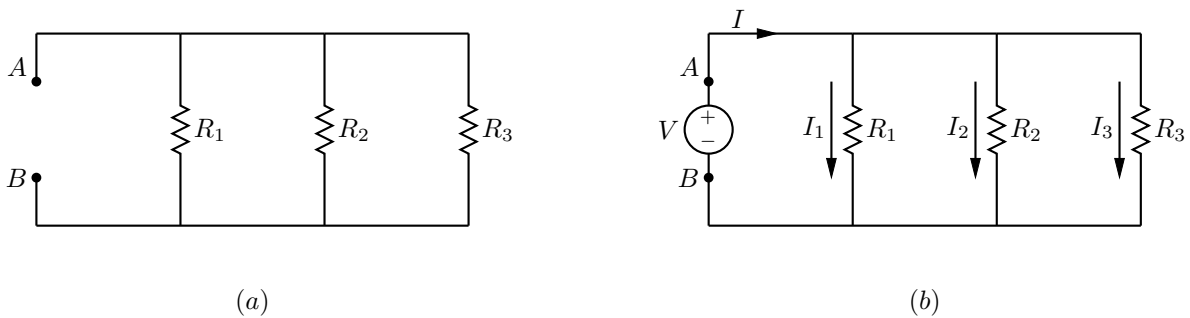 I
A
A
R₁
R₂
R₃
V
+
−
I₁
R₁
I₂
R₂
I₃
R₃
B
B
(a)
(b)